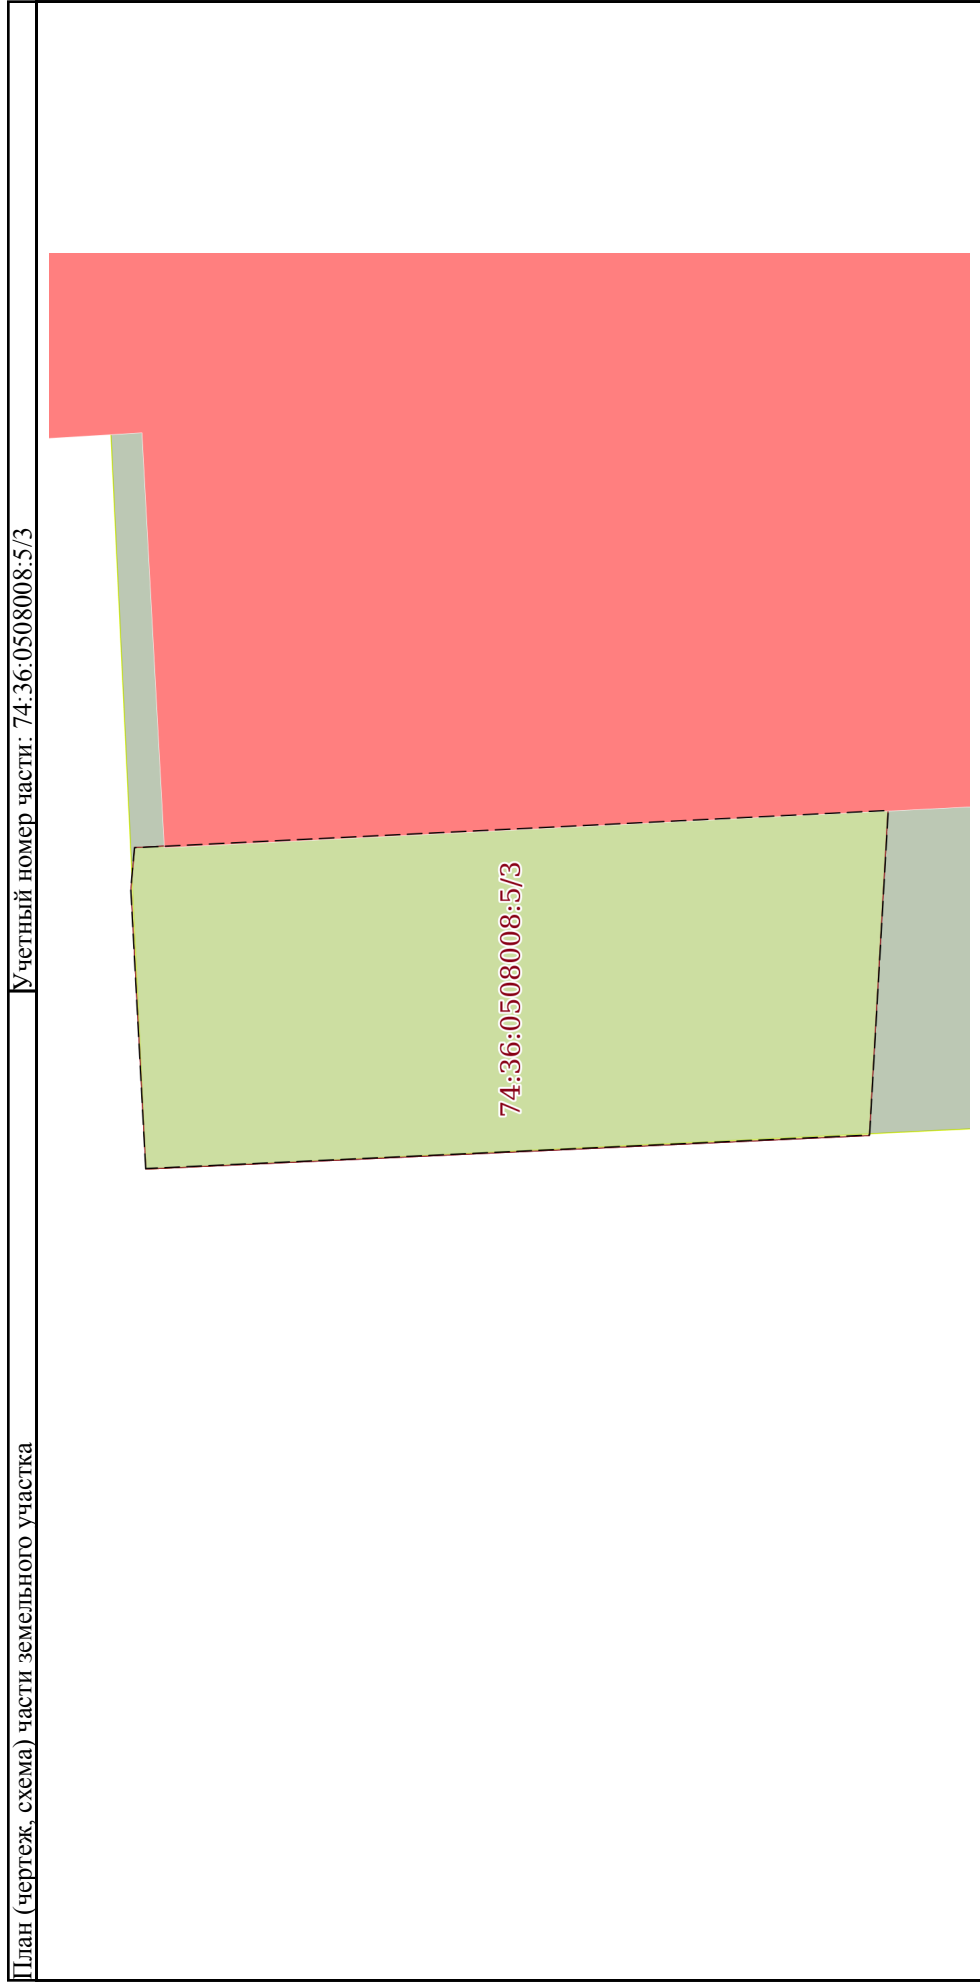 План (чертеж, схема) части земельного участка
Учетный номер части: 74:36:0508008:5/3
74:36:0508008:5/3